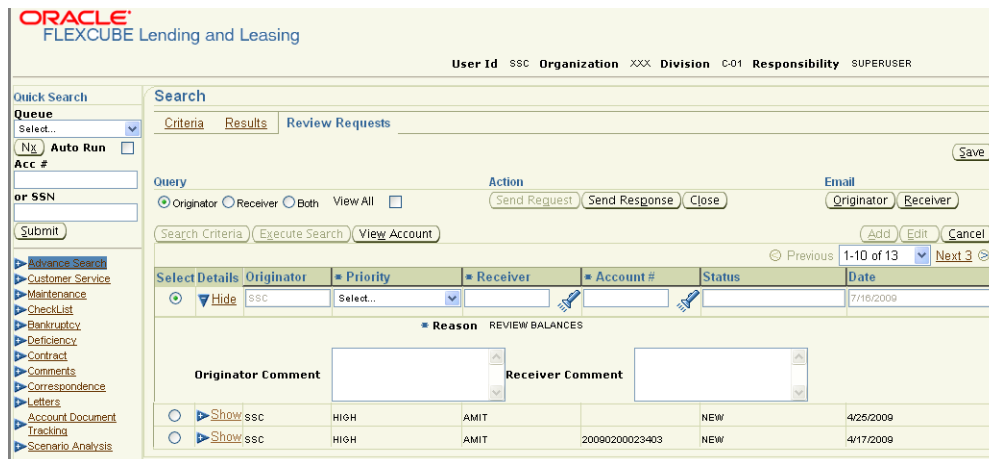 ORACLE'
FLEXCUBE Lending and Leasing
User Id SSC Organization XXX Division C-01 Responsibility SUPERUSER
Quick Search
Queue
Select...
Nx Auto Run
Acc #
or SSN
Submit
Advance Search
Customer Service
Maintenance
CheckList
Bankruptcy
Deficiency
Contract
Comments
Correspondence
Letters
Account Document
Tracking
Scenario Analysis
Search
Criteria Results Review Requests
Save
Query Action Email
Originator Receiver Both View All Send Request Send Response Close Originator Receiver
Search Criteria Execute Search View Account Add Edit Cancel
Previous 1-10 of 13 Next 3
Select Details Originator * Priority * Receiver * Account # Status Date
Hide SSC Select... 7/16/2009
* Reason REVIEW BALANCES
Originator Comment Receiver Comment
Show SSC HIGH AMIT NEW 4/25/2009
Show SSC HIGH AMIT 20090200023403 NEW 4/17/2009